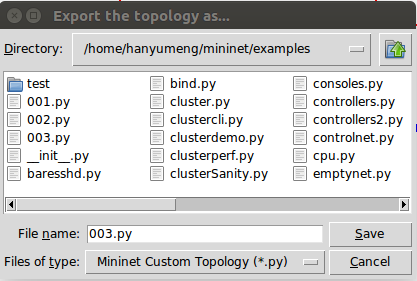 Export the topology as...
Directory: /home/hanyumeng/mininet/examples
test bind.py consoles.py
001.py cluster.py controllers.py
002.py clustercli.py controllers2.py
003.py clusterdemo.py controlnet.py
__init__.py clusterperf.py cpu.py
baresshd.py clusterSanity.py emptynet.py
File name: 003.py Save
Files of type: Mininet Custom Topology (*.py) Cancel